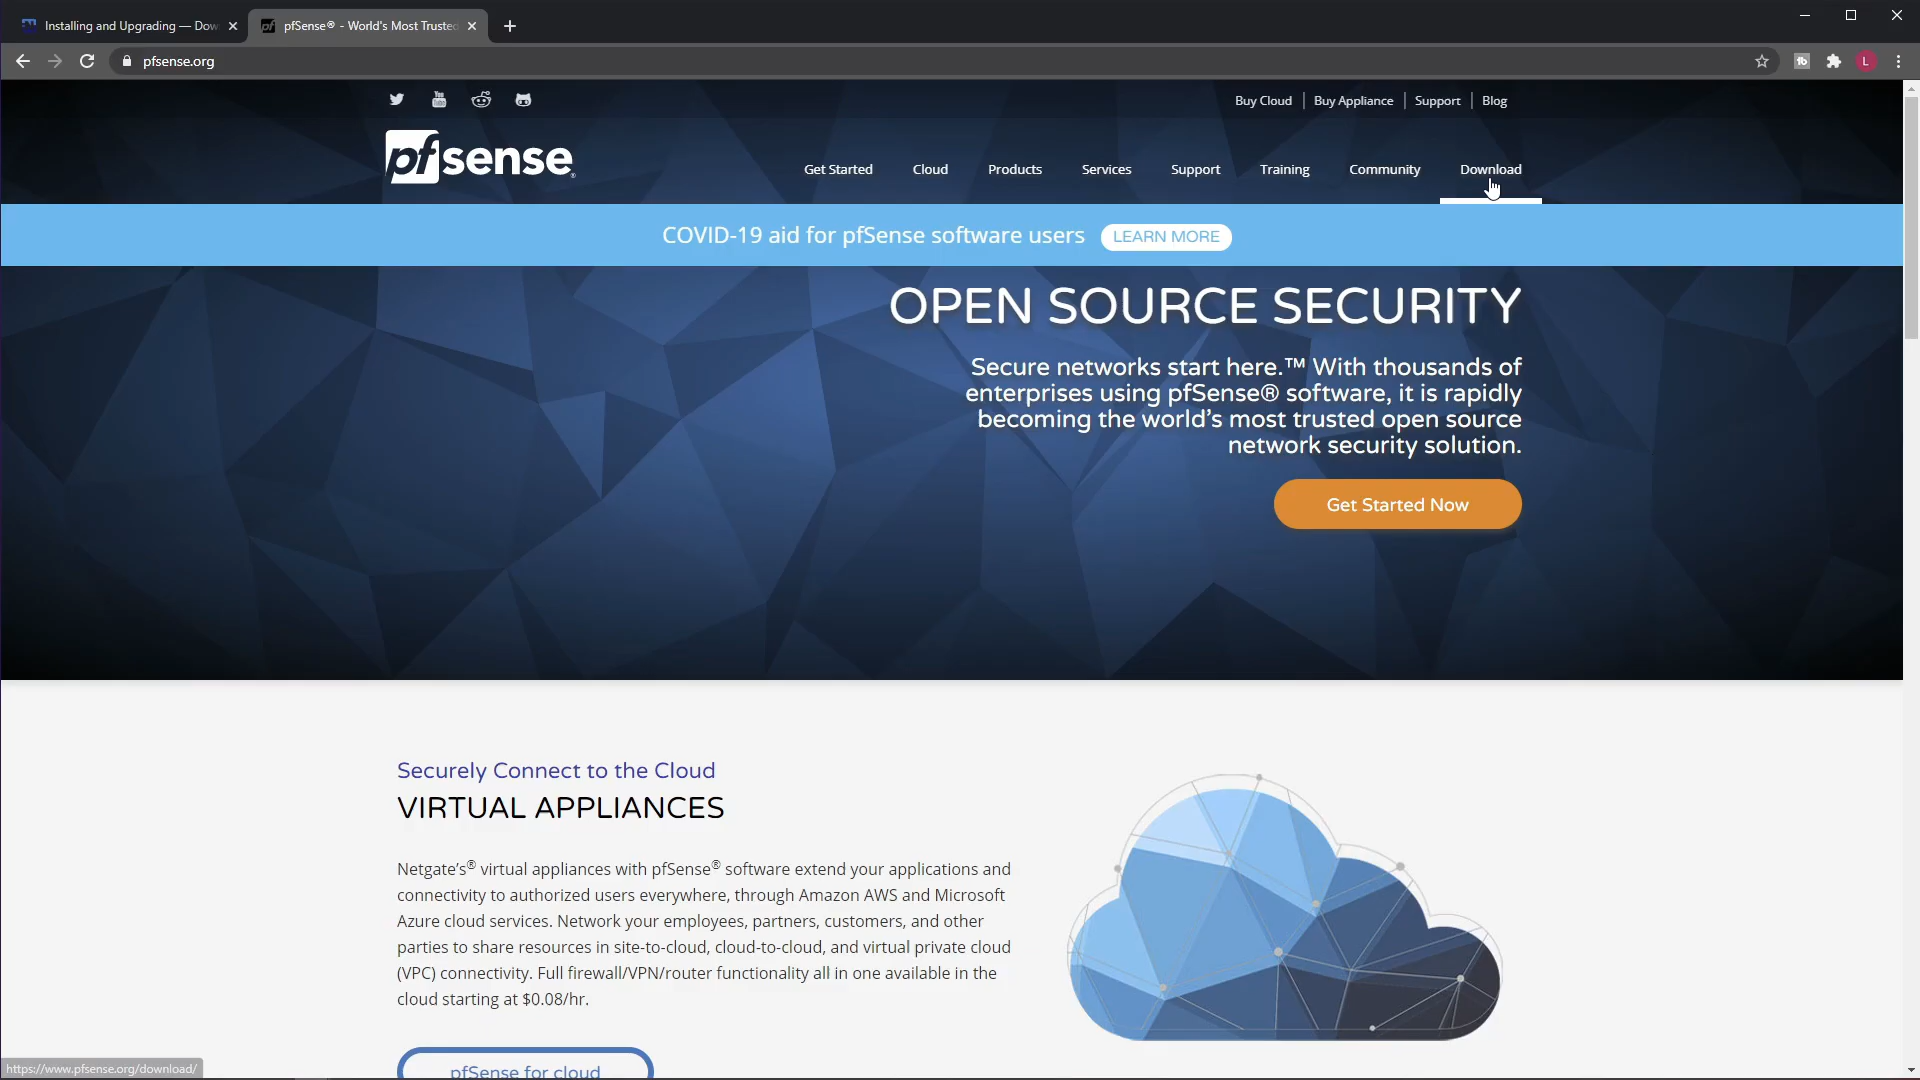 Installing and Upgrading — Dow
pfSense® - World's Most Trusted
pfsense.org
L
You Tube
Buy Cloud
Buy Appliance
Support
Blog
pfsense®
Get Started
Cloud
Products
Services
Support
Training
Community
Download
COVID-19 aid for pfSense software users
LEARN MORE
OPEN SOURCE SECURITY
Secure networks start here.™ With thousands of
enterprises using pfSense® software, it is rapidly
becoming the world's most trusted open source
network security solution.
Get Started Now
Securely Connect to the Cloud
VIRTUAL APPLIANCES
Netgate's® virtual appliances with pfSense® software extend your applications and
connectivity to authorized users everywhere, through Amazon AWS and Microsoft
Azure cloud services. Network your employees, partners, customers, and other
parties to share resources in site-to-cloud, cloud-to-cloud, and virtual private cloud
(VPC) connectivity. Full firewall/VPN/router functionality all in one available in the
cloud starting at $0.08/hr.
pfSense for cloud
https://www.pfsense.org/download/